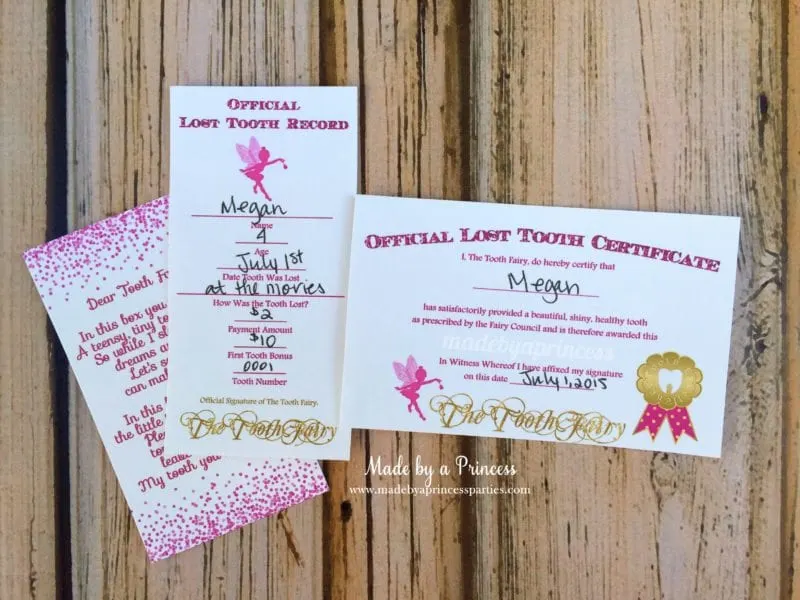 Official
Lost Tooth Record
Megan
Name
4
Age
July 1st
Date Tooth Was Lost
at the movies
How Was the Tooth Lost?
$2
Payment Amount
$10
First Tooth Bonus
0001
Tooth Number
Official Signature of The Tooth Fairy.
The Tooth Fairy
Dear Tooth Fa
In this box you
A teensy, tiny to
So while I sl
dreams a
Let's s
can ma
In this
the little
Ple
to
lea
My tooth you
Official Lost Tooth Certificate
I, The Tooth Fairy, do hereby certify that
Megan
has satisfactorily provided a beautiful, shiny, healthy tooth
as prescribed by the Fairy Council and is therefore awarded this
madebyaprincess
In Witness Whereof I have affixed my signature
on this date July 1, 2015
The Tooth Fairy
Made by a Princess
www.madebyaprincessparties.com